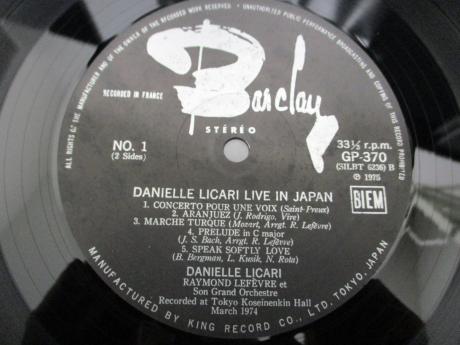 ALL RIGHTS OF THE MANUFACTURER AND OF THE OWNER OF THE RECORDED WORK RESERVED • UNAUTHORIZED PUBLIC PERFORMANCE BROADCASTING AND COPYING OF THIS RECORD PROHIBITED
Barclay
RECORDED IN FRANCE
STÉRÉO
NO. 1
(2 Sides)
33⅓ r.p.m.
GP-370
(31LBT 6236) B
℗ 1975
BIEM
DANIELLE LICARI LIVE IN JAPAN
1. CONCERTO POUR UNE VOIX (Saint-Preux)
2. ARANJUEZ (J. Rodrigo, Vire)
3. MARCHE TURQUE (Mozart, Arrgt. R. Lefèvre)
4. PRELUDE in C major
(J. S. Bach, Arrgt. R. Lefèvre)
5. SPEAK SOFTLY LOVE
(B. Bergman, L. Kusik, N. Rota)
DANIELLE LICARI
RAYMOND LEFÈVRE et
Son Grand Orchestre
Recorded at Tokyo Koseinenkin Hall
March 1974
MANUFACTURED BY KING RECORD CO., LTD. TOKYO, JAPAN